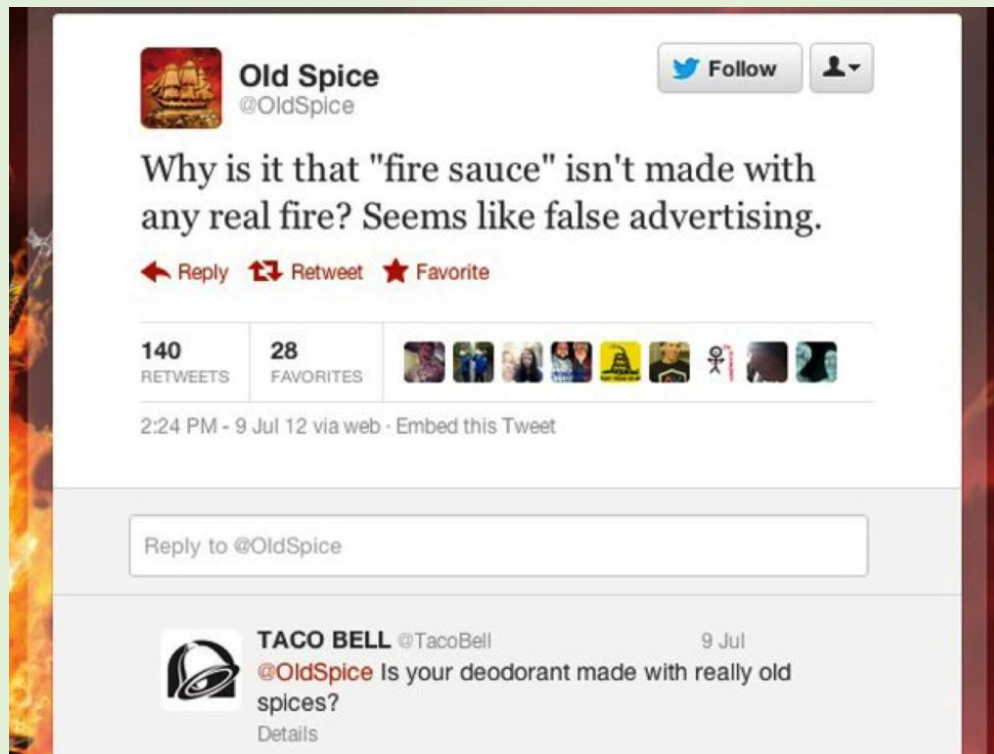 Old Spice
@OldSpice
Follow
Why is it that "fire sauce" isn't made with
any real fire? Seems like false advertising.
Reply Retweet Favorite
140 28
RETWEETS FAVORITES
2:24 PM - 9 Jul 12 via web · Embed this Tweet
Reply to @OldSpice
TACO BELL @TacoBell 9 Jul
@OldSpice Is your deodorant made with really old
spices?
Details